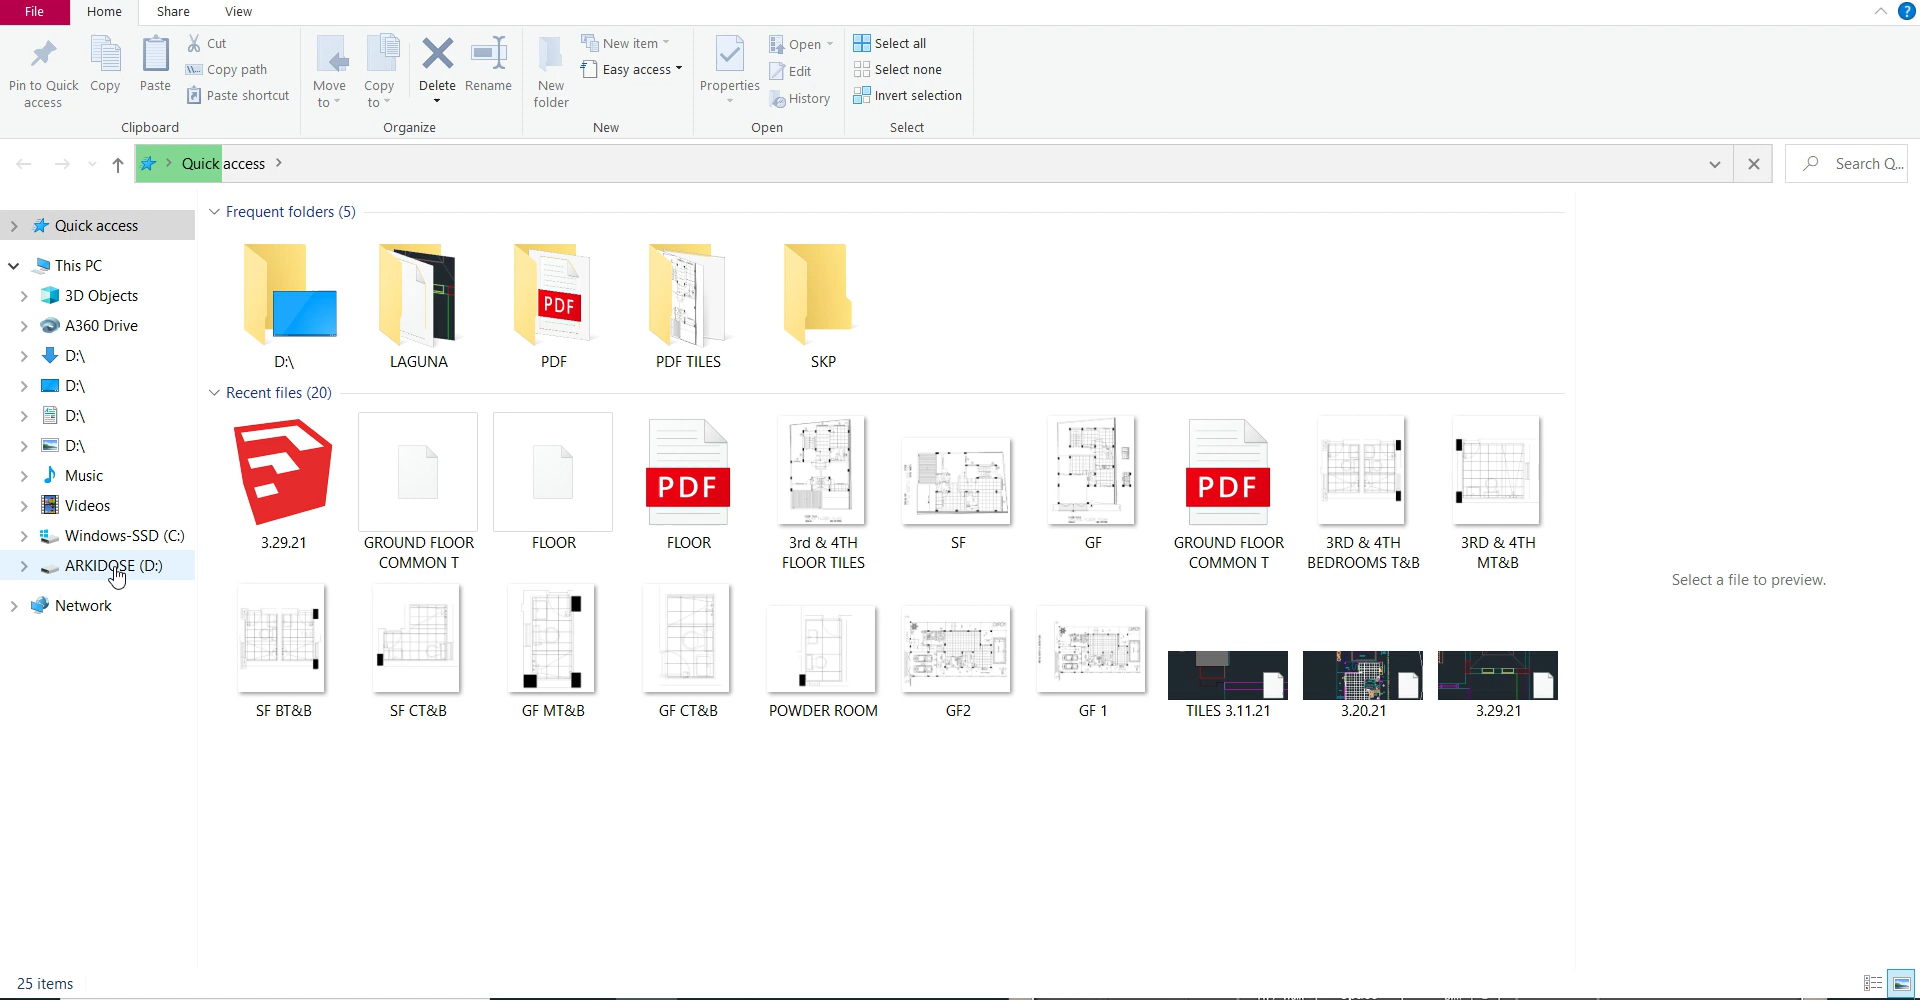 File Home Share View
Pin to Quick access
Copy
Paste
Cut
Copy path
Paste shortcut
Clipboard
Move to
Copy to
Delete
Rename
Organize
New folder
New item
Easy access
New
Properties
Open
Edit
History
Open
Select all
Select none
Invert selection
Select
Quick access
Search Q...
Quick access
This PC
3D Objects
A360 Drive
D:\
D:\
D:\
D:\
Music
Videos
Windows-SSD (C:)
ARKIDOSE (D:)
Network
Frequent folders (5)
D:\
LAGUNA
PDF
PDF
PDF TILES
SKP
Recent files (20)
3.29.21
GROUND FLOOR
COMMON T
FLOOR
PDF
FLOOR
3rd & 4TH
FLOOR TILES
SF
GF
PDF
GROUND FLOOR
COMMON T
3RD & 4TH
BEDROOMS T&B
3RD & 4TH
MT&B
SF BT&B
SF CT&B
GF MT&B
GF CT&B
POWDER ROOM
GF2
GF 1
TILES 3.11.21
3.20.21
3.29.21
Select a file to preview.
25 items